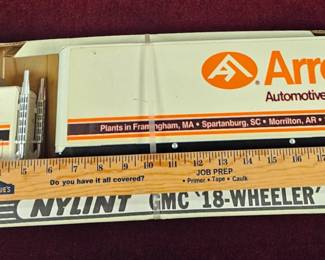 Arro
Automotive
Plants in Framingham, MA • Spartanburg, SC • Morrilton, AR •
5 6 7 8 9 10 11 12 13 14 15 16 17
JOB PREP
Do you have it all covered?
• Primer • Tape • Caulk
NYLINT GMC '18-WHEELER'